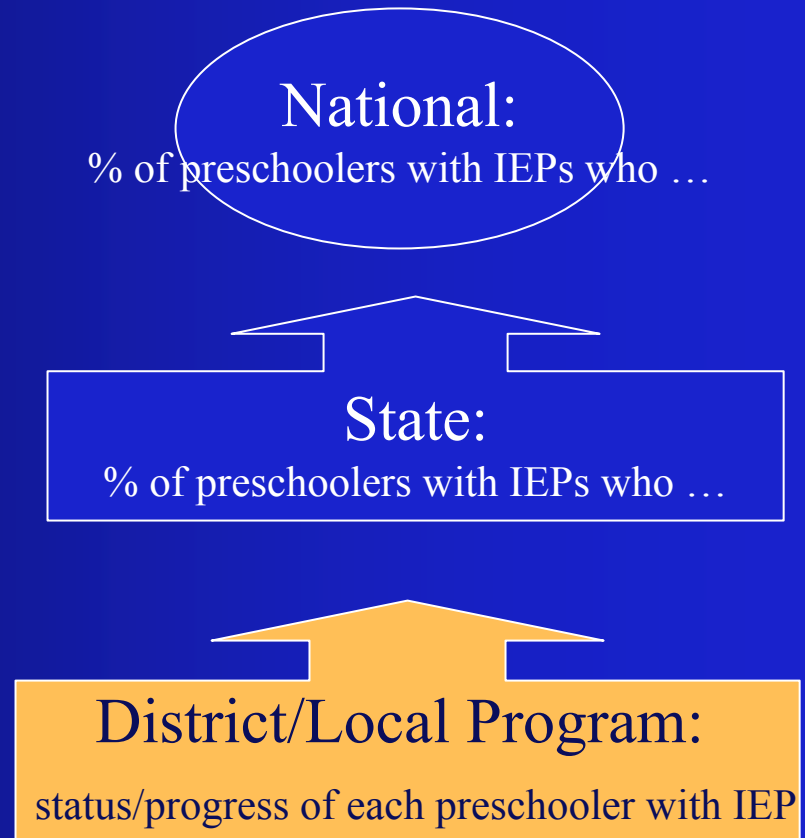 National:
% of preschoolers with IEPs who …
State:
% of preschoolers with IEPs who …
District/Local Program:
status/progress of each preschooler with IEP